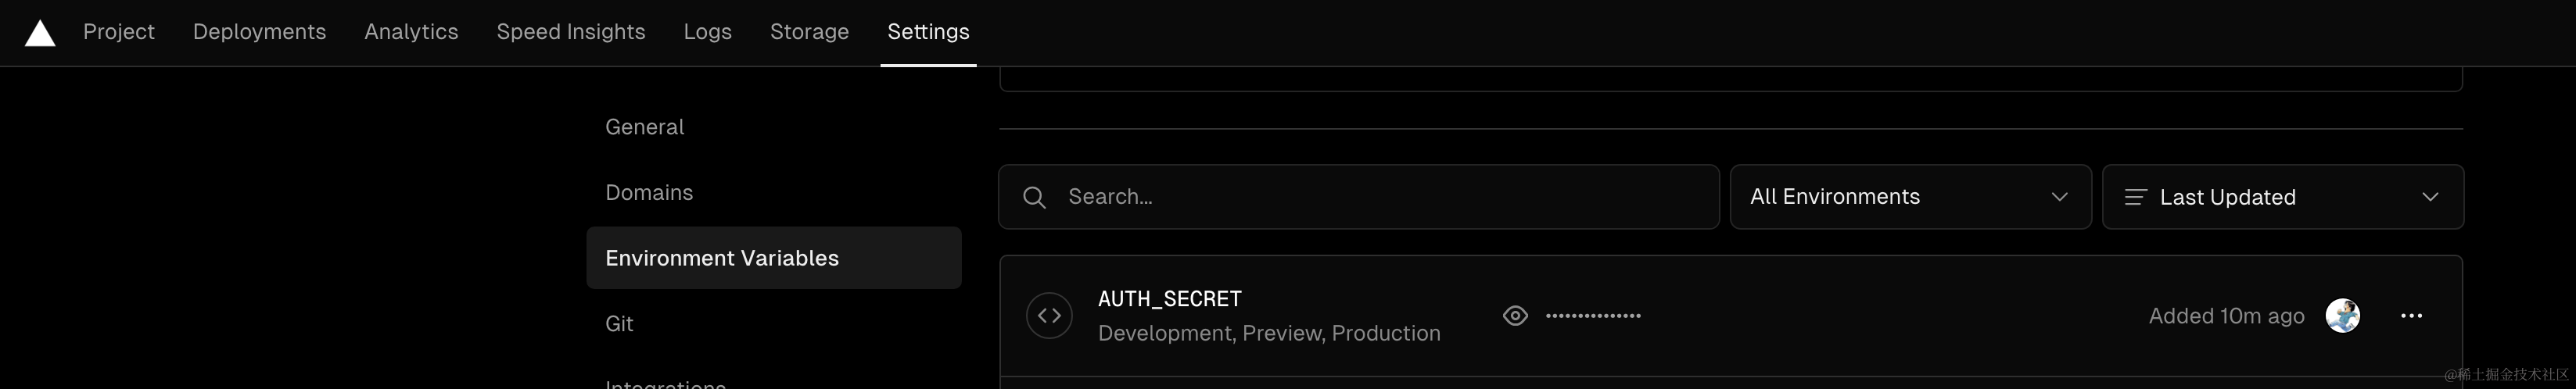 Project Deployments Analytics Speed Insights Logs Storage Settings
General
Domains
Environment Variables
Git
Integrations
Search...
All Environments
Last Updated
AUTH_SECRET
Development, Preview, Production
Added 10m ago
@稀土掘金技术社区